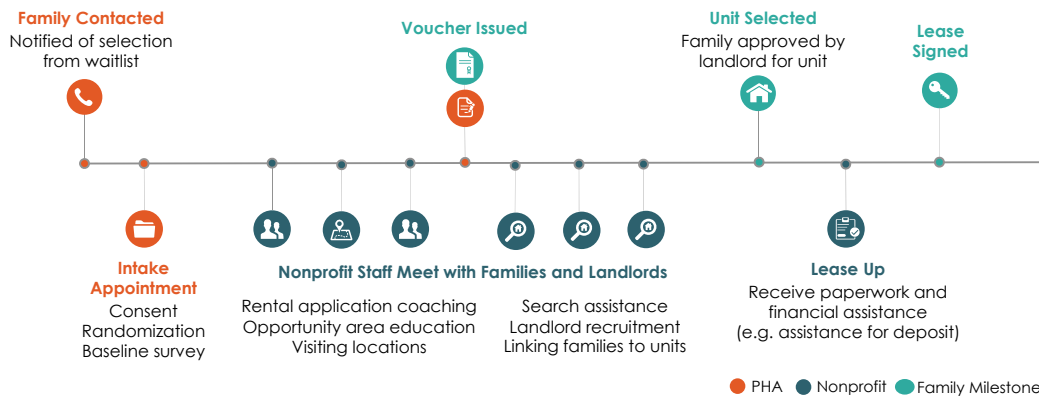 Family Contacted
Notified of selection
from waitlist
Voucher Issued
Unit Selected
Family approved by
landlord for unit
Lease
Signed
Intake
Appointment
Consent
Randomization
Baseline survey
Nonprofit Staff Meet with Families and Landlords
Rental application coaching
Opportunity area education
Visiting locations
Search assistance
Landlord recruitment
Linking families to units
Lease Up
Receive paperwork and
financial assistance
(e.g. assistance for deposit)
PHA
Nonprofit
Family Milestone